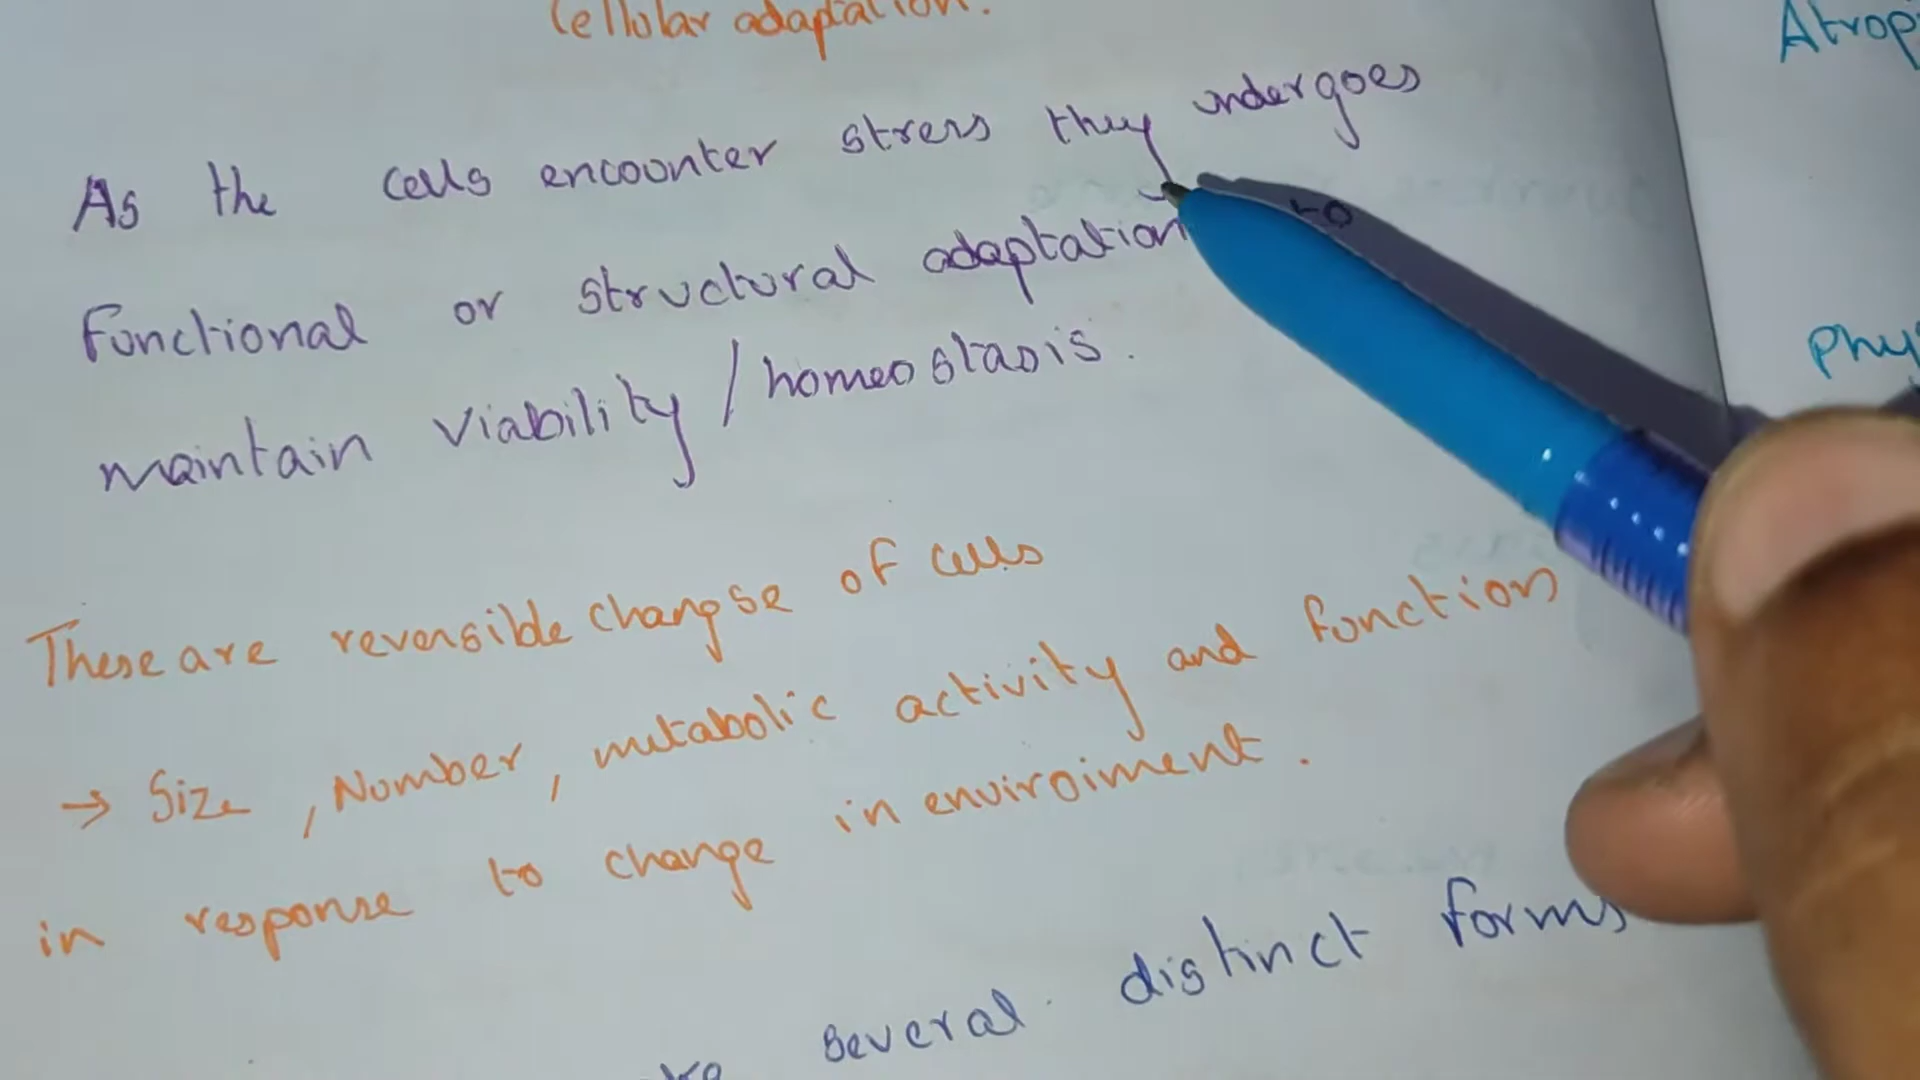 Cellular adaptation.
As the cells encounter stress they undergoes
Functional or structural adaptation to
maintain viability / homeostasis.
These are reversible changse of cells
→ Size, Number, metabolic activity and function
in response to change in enviroiment.
several distinct forms
Atrop
Phy